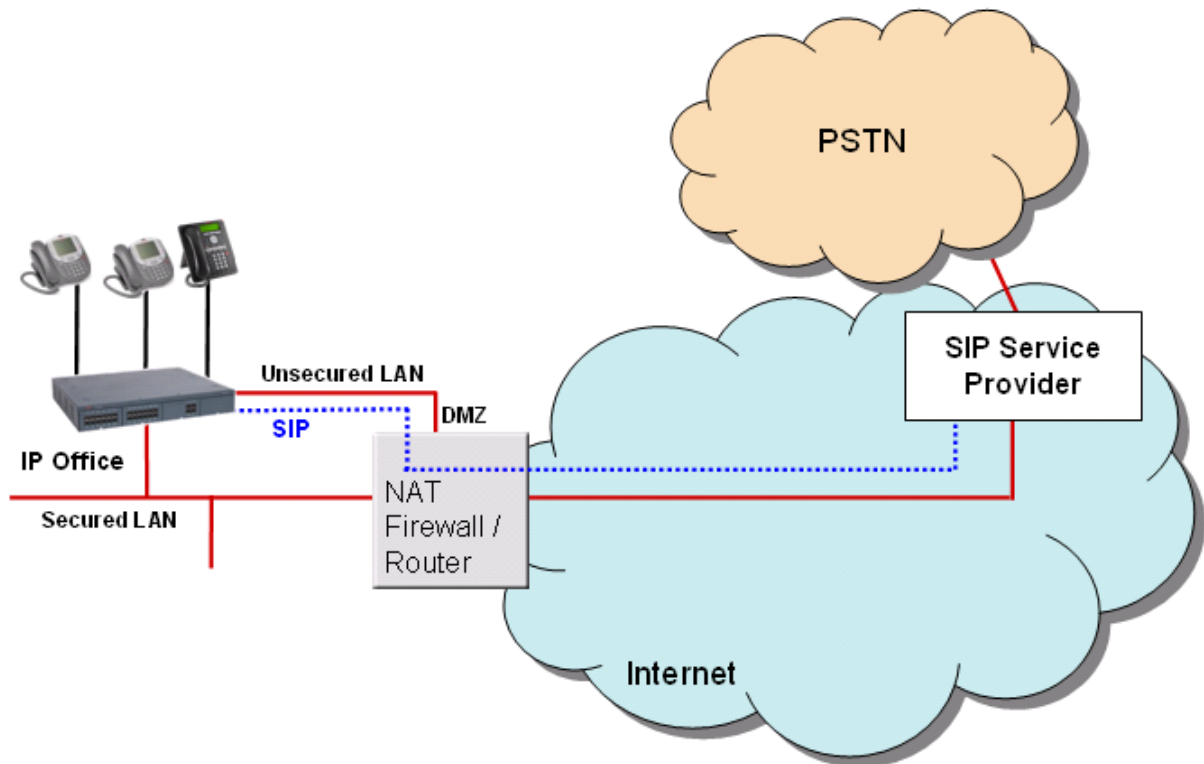 PSTN
SIP Service
Provider
Unsecured LAN
DMZ
SIP
IP Office
NAT
Firewall /
Router
Secured LAN
Internet